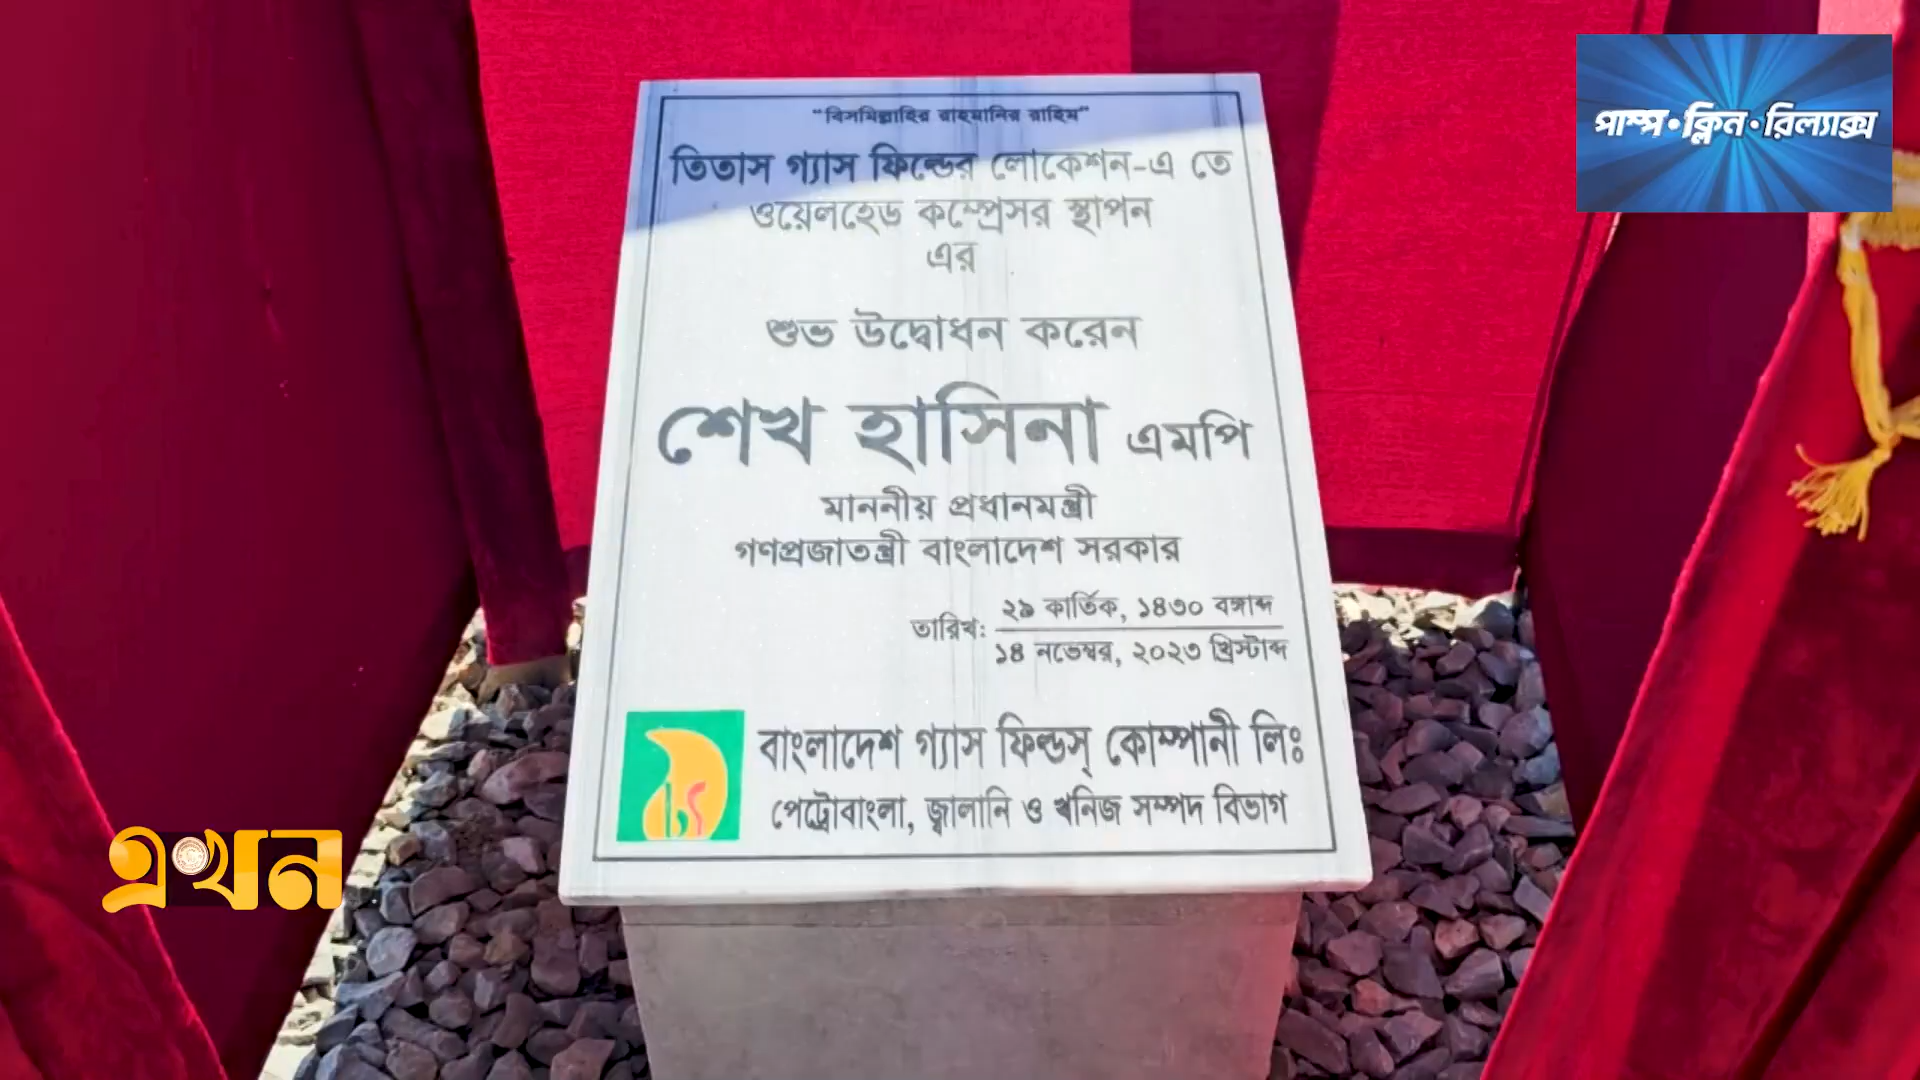 পাম্প • ক্লিন • রিল্যাক্স
“বিসমিল্লাহির রাহমানির রাহিম”
তিতাস গ্যাস ফিল্ডের লোকেশন-এ তে
ওয়েলহেড কম্প্রেসর স্থাপন
এর
শুভ উদ্বোধন করেন
শেখ হাসিনা এমপি
মাননীয় প্রধানমন্ত্রী
গণপ্রজাতন্ত্রী বাংলাদেশ সরকার
তারিখ: ২৯ কার্তিক, ১৪৩০ বঙ্গাব্দ
১৪ নভেম্বর, ২০২৩ খ্রিস্টাব্দ
বাংলাদেশ গ্যাস ফিল্ডস্ কোম্পানী লিঃ
পেট্রোবাংলা, জ্বালানি ও খনিজ সম্পদ বিভাগ
এখন